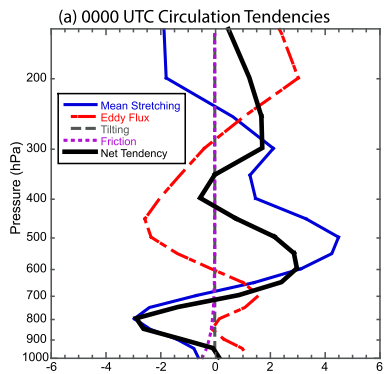 (a) 0000 UTC Circulation Tendencies
Pressure (hPa)
200
300
400
500
600
700
800
900
1000
Mean Stretching
Eddy Flux
Tilting
Friction
Net Tendency
-6 -4 -2 0 2 4 6